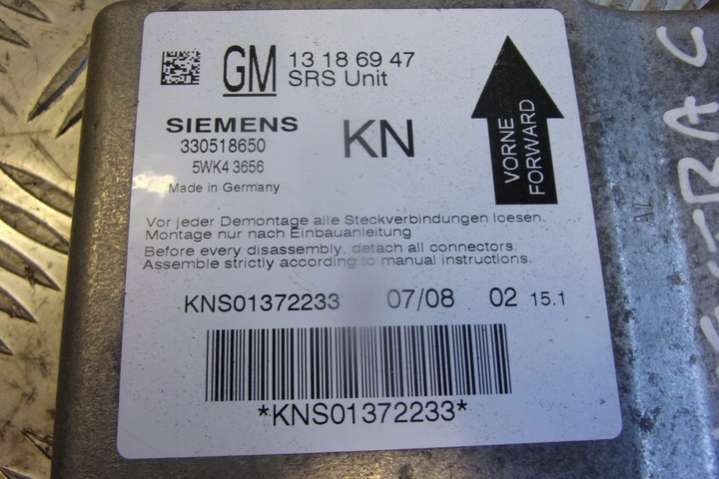 GM 13 18 69 47
SRS Unit
SIEMENS
330518650
5WK4 3656
Made in Germany
KN
VORNE
FORWARD
Vor jeder Demontage alle Steckverbindungen loesen.
Montage nur nach Einbauanleitung
Before every disassembly, detach all connectors.
Assemble strictly according to manual instructions.
KNS01372233 07/08 02 15.1
*KNS01372233*